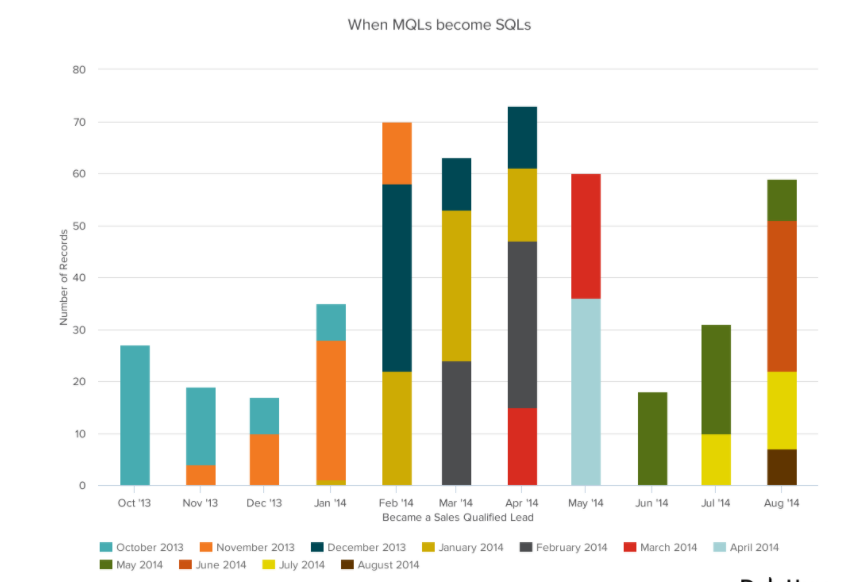 When MQLs become SQLs
80
70
60
50
40
30
20
10
0
Number of Records
Oct '13 Nov '13 Dec '13 Jan '14 Feb '14 Mar '14 Apr '14 May '14 Jun '14 Jul '14 Aug '14
Became a Sales Qualified Lead
October 2013 November 2013 December 2013 January 2014 February 2014 March 2014 April 2014
May 2014 June 2014 July 2014 August 2014